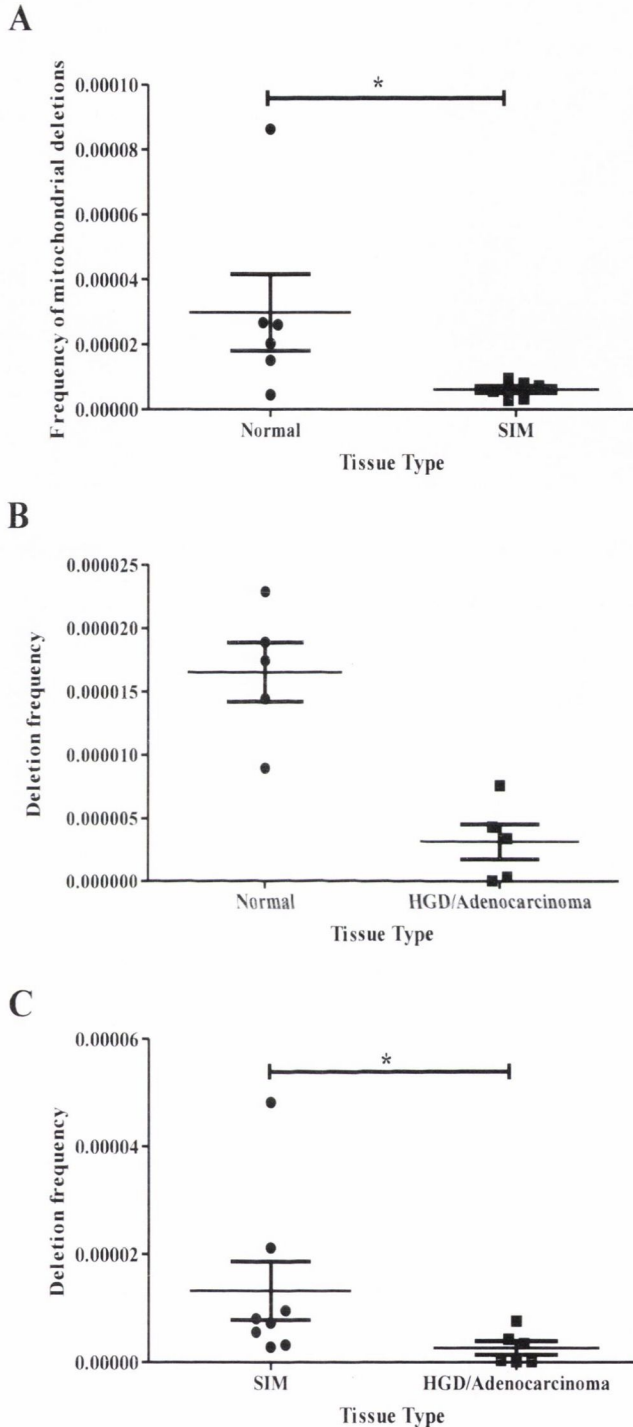 A
Frequency of mitochondrial deletions
0.00010
0.00008
0.00006
0.00004
0.00002
0.00000
*
Normal
SIM
Tissue Type
B
Deletion frequency
0.000025
0.000020
0.000015
0.000010
0.000005
0.000000
Normal
HGD/Adenocarcinoma
Tissue Type
C
Deletion frequency
0.00006
0.00004
0.00002
0.00000
*
SIM
HGD/Adenocarcinoma
Tissue Type